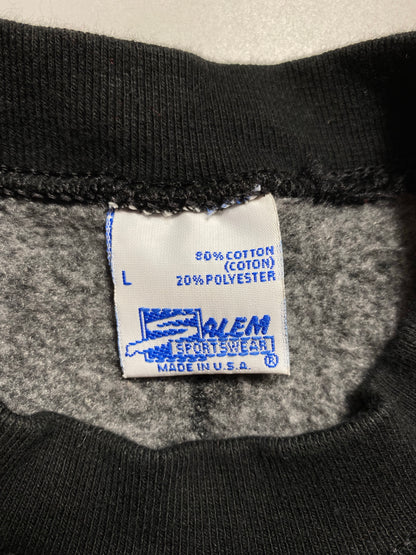 80% COTTON
(COTON)
L 20% POLYESTER
SALEM
SPORTSWEAR
MADE IN U.S.A. ®